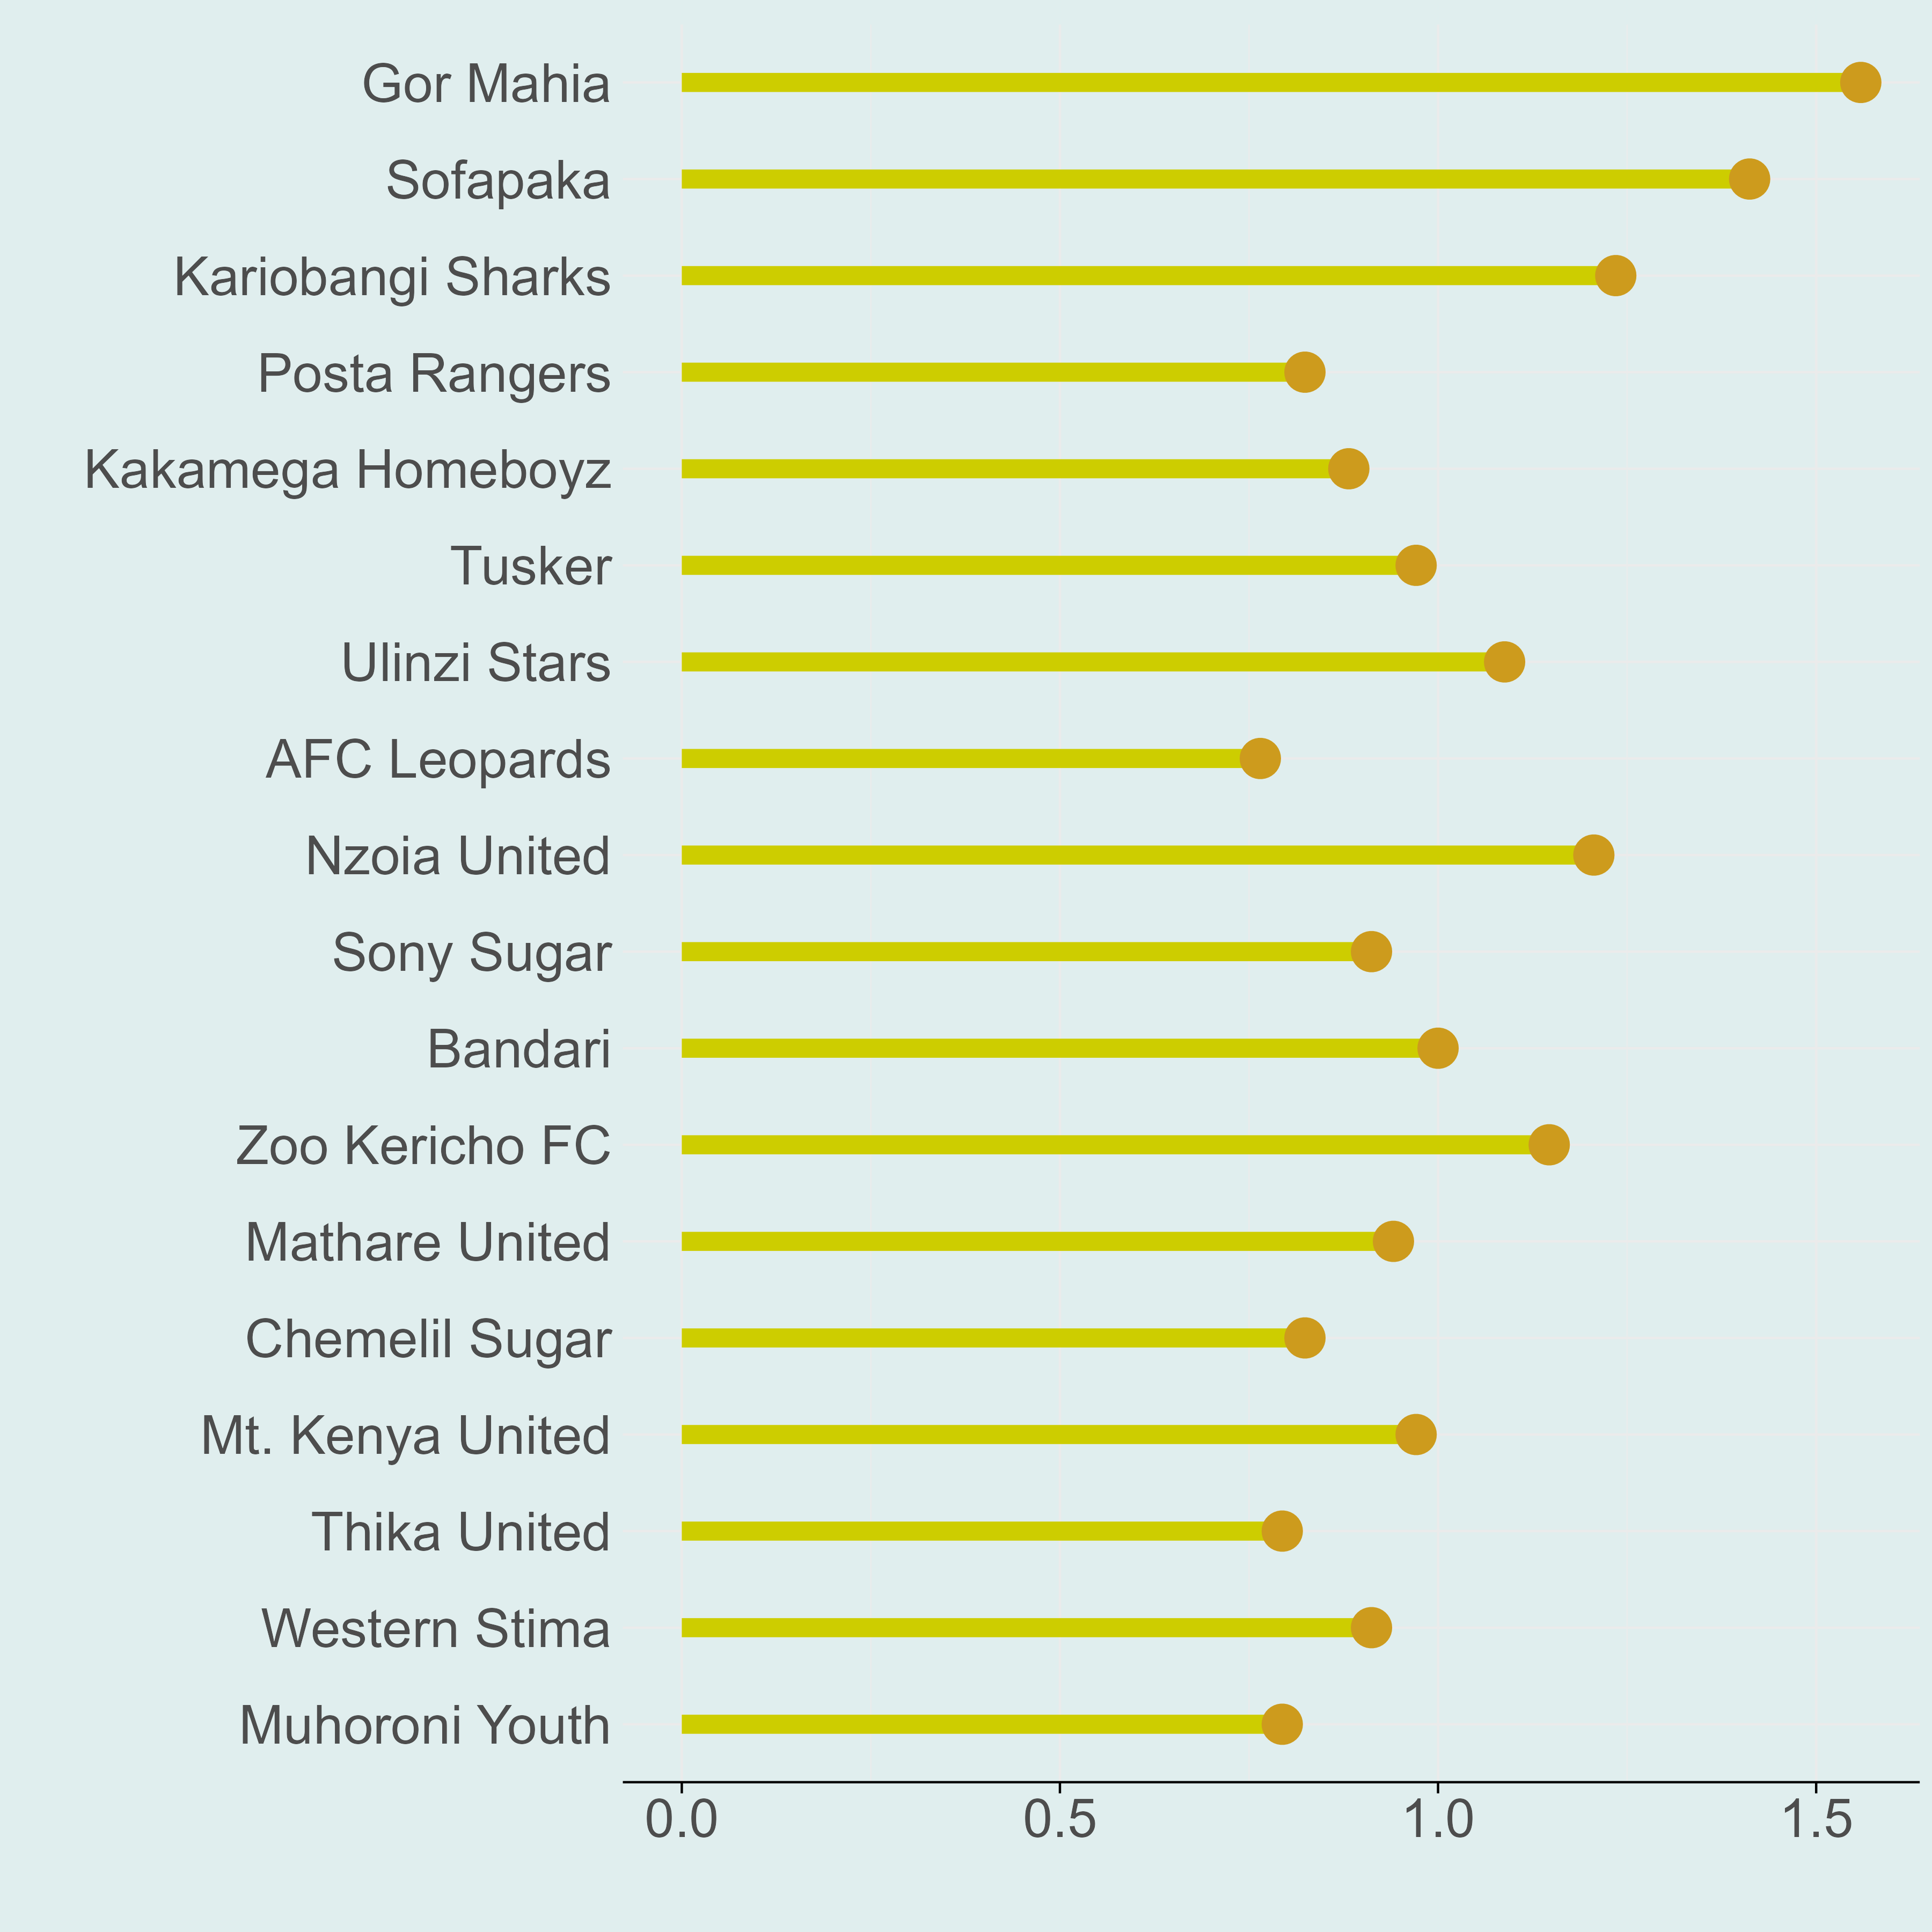 Gor Mahia
Sofapaka
Kariobangi Sharks
Posta Rangers
Kakamega Homeboyz
Tusker
Ulinzi Stars
AFC Leopards
Nzoia United
Sony Sugar
Bandari
Zoo Kericho FC
Mathare United
Chemelil Sugar
Mt. Kenya United
Thika United
Western Stima
Muhoroni Youth
0.0 0.5 1.0 1.5